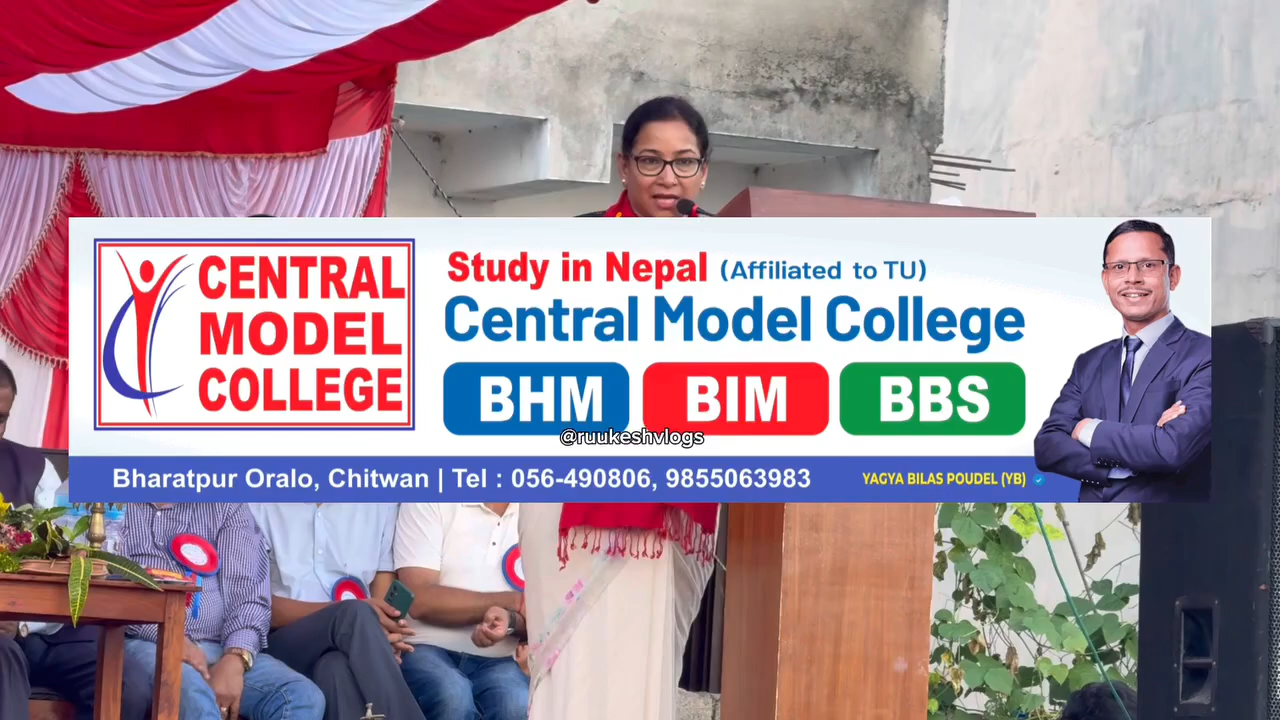 CENTRAL
MODEL
COLLEGE
Study in Nepal (Affiliated to TU)
Central Model College
BHM BIM BBS
@ruukeshvlogs
Bharatpur Oralo, Chitwan | Tel : 056-490806, 9855063983
YAGYA BILAS POUDEL (YB)